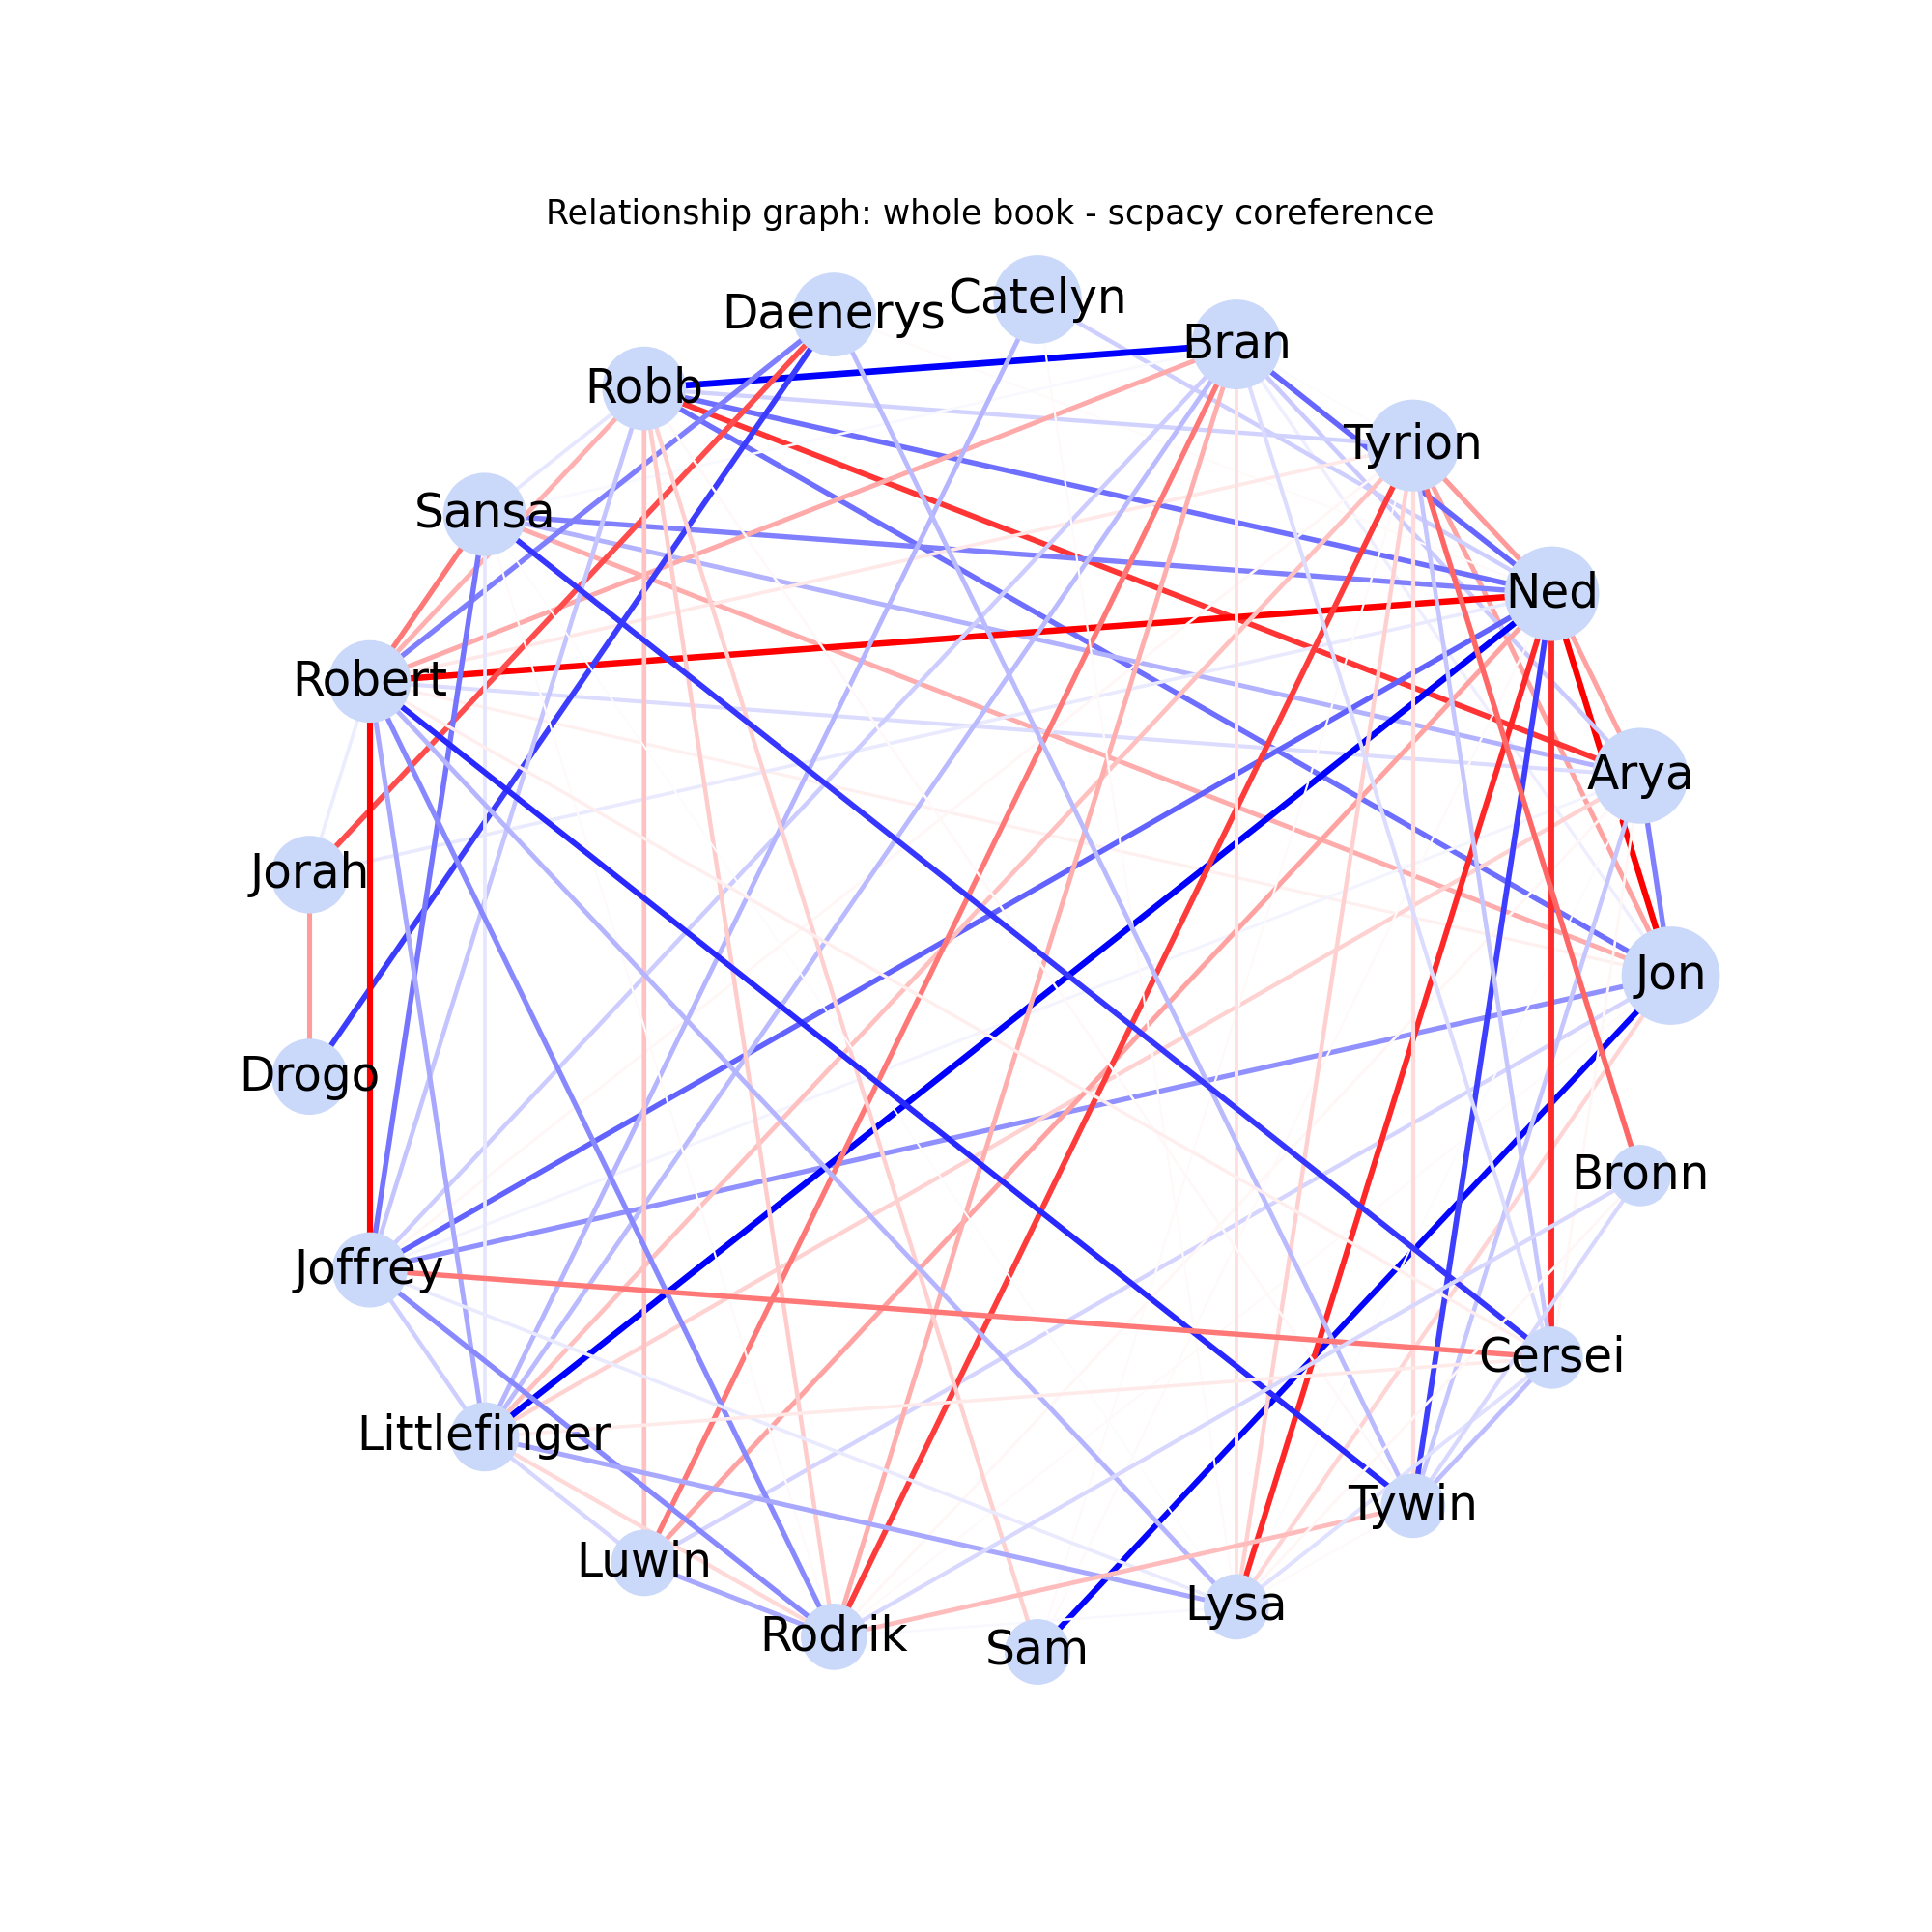 Relationship graph: whole book - scpacy coreference
Daenerys
Catelyn
Bran
Robb
Tyrion
Sansa
Ned
Robert
Arya
Jorah
Jon
Drogo
Bronn
Joffrey
Cersei
Littlefinger
Tywin
Luwin
Lysa
Rodrik
Sam